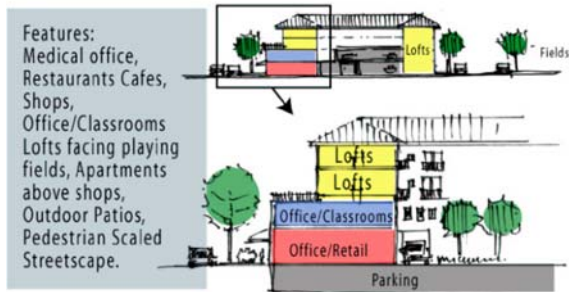 Features:
Medical office,
Restaurants Cafes,
Shops,
Office/Classrooms
Lofts facing playing
fields, Apartments
above shops,
Outdoor Patios,
Pedestrian Scaled
Streetscape.
Lofts
Fields
Lofts
Lofts
Office/Classrooms
Office/Retail
Parking